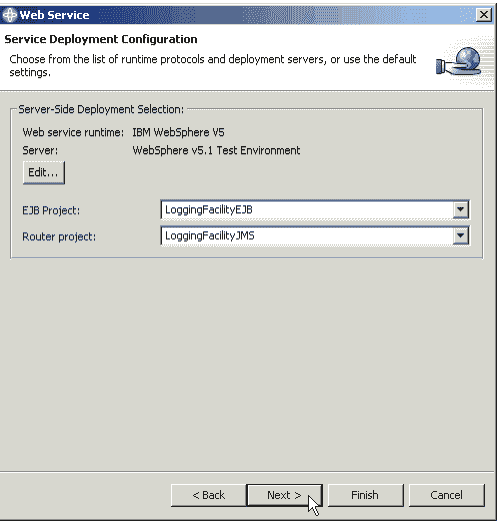 Web Service
Service Deployment Configuration
Choose from the list of runtime protocols and deployment servers, or use the default
settings.
Server-Side Deployment Selection:
Web service runtime: IBM WebSphere V5
Server: WebSphere v5.1 Test Environment
Edit...
EJB Project: LoggingFacilityEJB
Router project: LoggingFacilityJMS
< Back Next > Finish Cancel